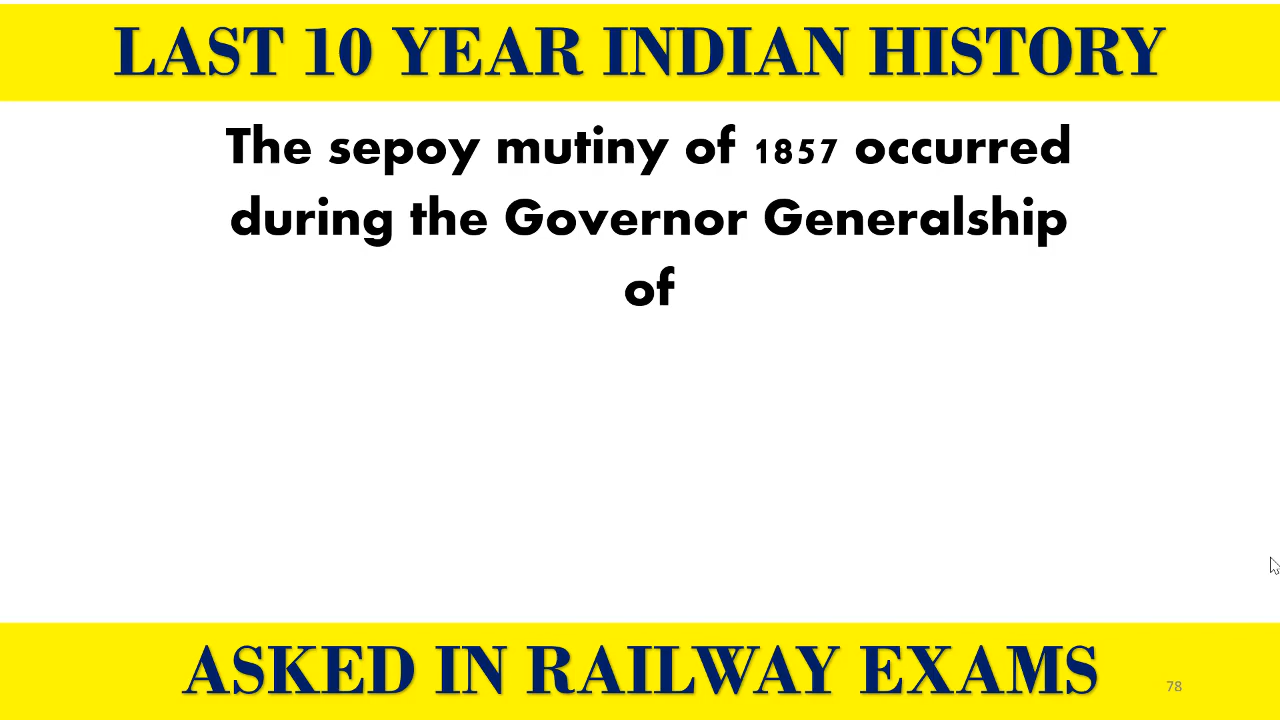 LAST 10 YEAR INDIAN HISTORY
The sepoy mutiny of 1857 occurred
during the Governor Generalship
of
ASKED IN RAILWAY EXAMS
78